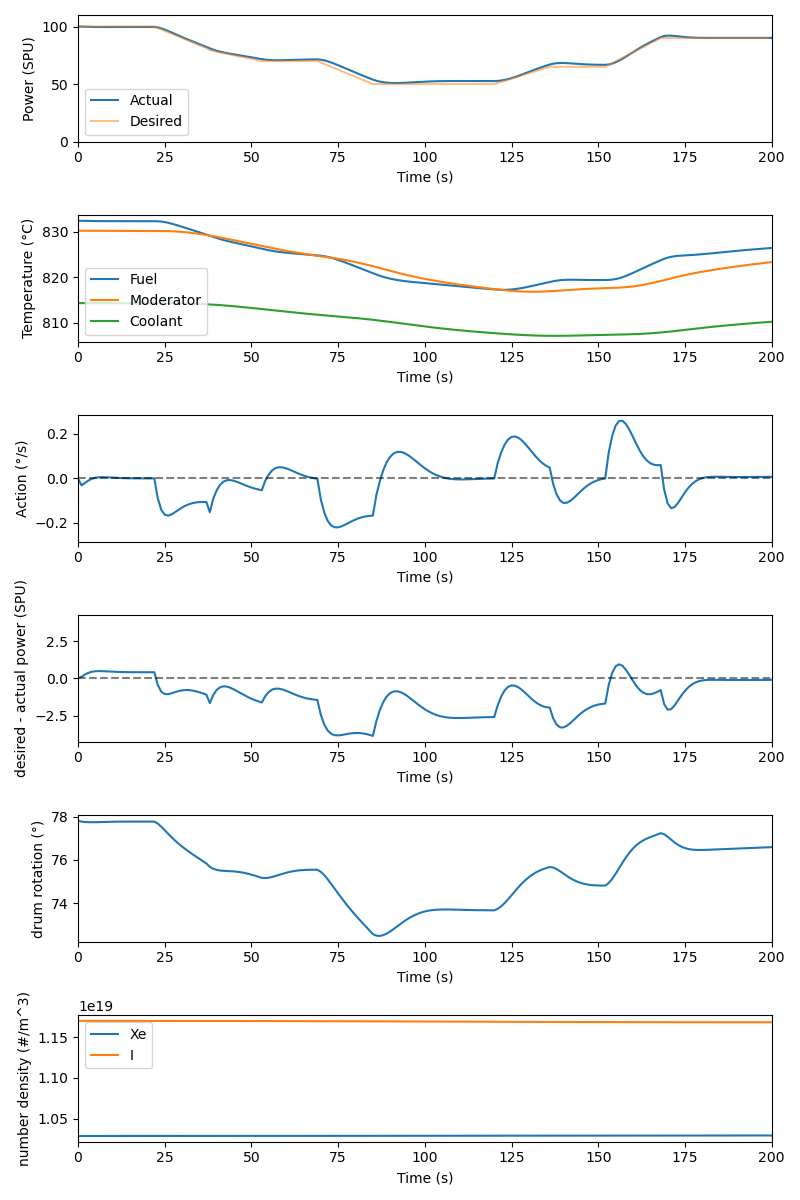 Power (SPU)
100
50
0
Actual
Desired
0 25 50 75 100 125 150 175 200
Time (s)
Temperature (°C)
830
820
810
Fuel
Moderator
Coolant
0 25 50 75 100 125 150 175 200
Time (s)
Action (°/s)
0.2
0.0
−0.2
0 25 50 75 100 125 150 175 200
Time (s)
desired - actual power (SPU)
2.5
0.0
−2.5
0 25 50 75 100 125 150 175 200
Time (s)
drum rotation (°)
78
76
74
0 25 50 75 100 125 150 175 200
Time (s)
number density (#/m^3)
1e19
1.15
1.10
1.05
Xe
I
0 25 50 75 100 125 150 175 200
Time (s)